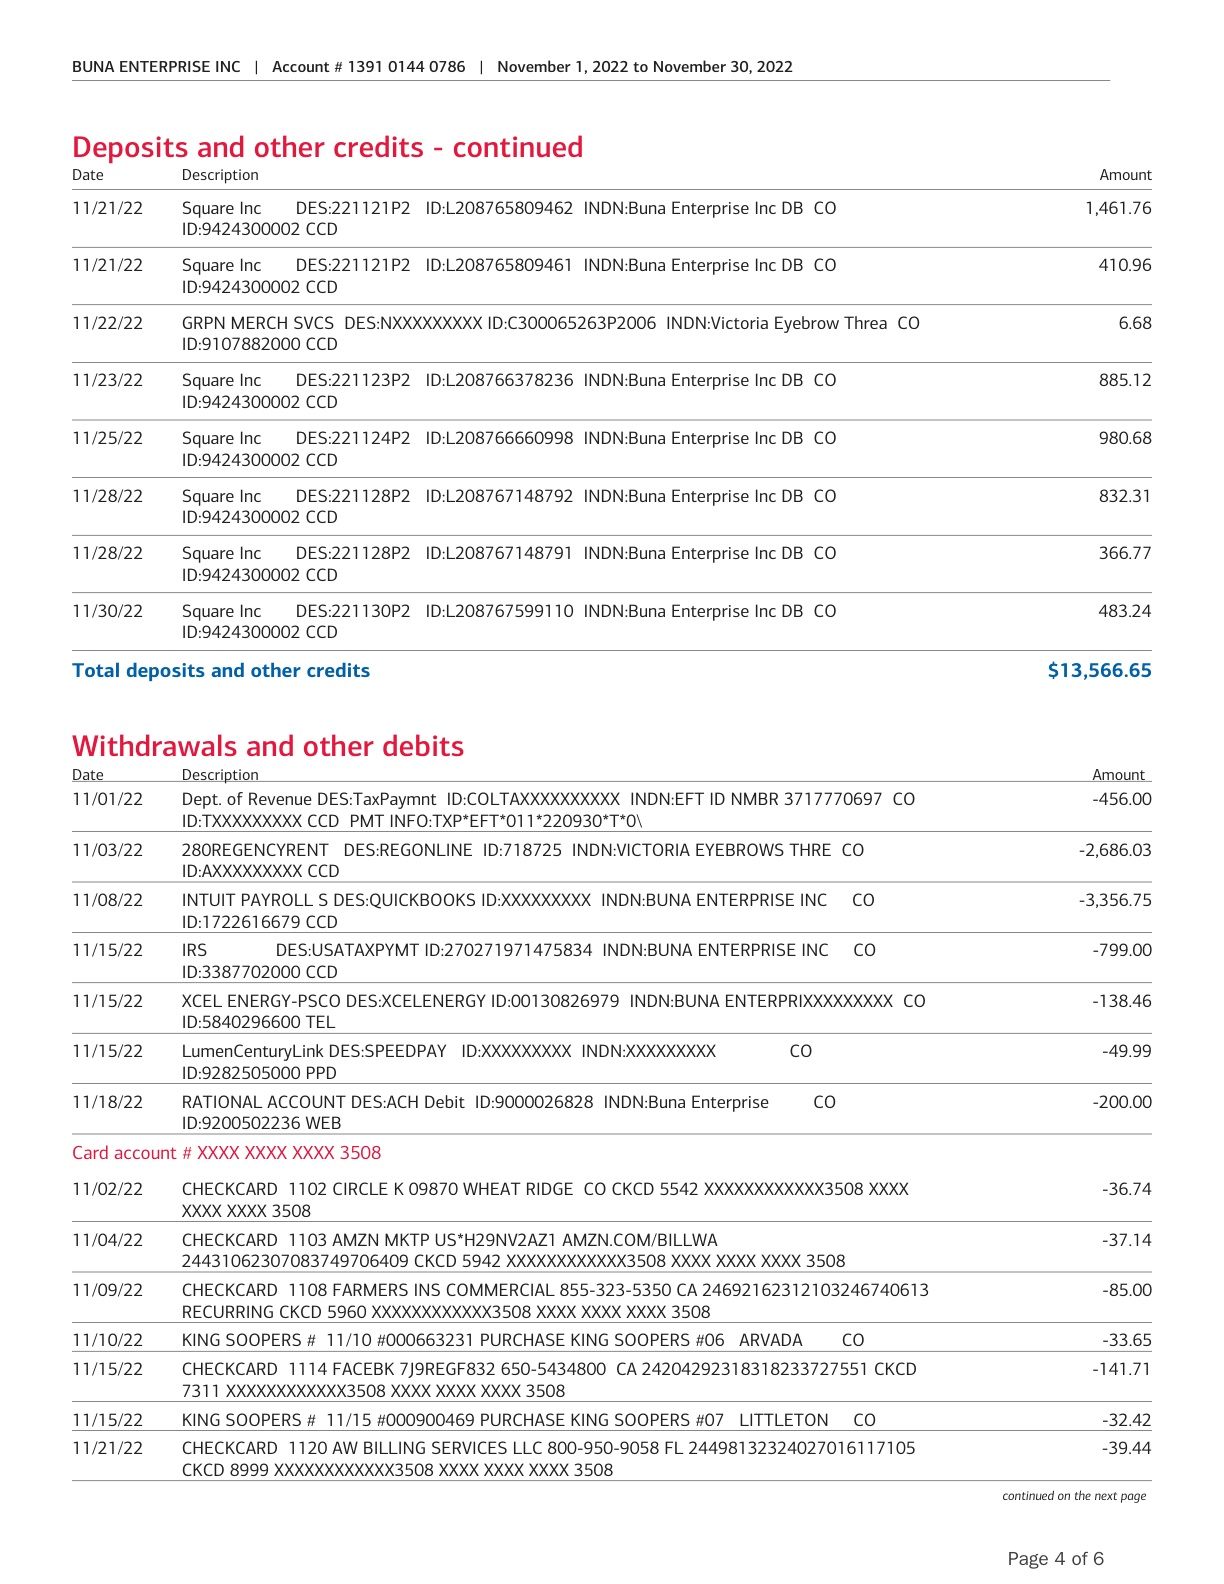 BUNA ENTERPRISE INC | Account # 1391 0144 0786 | November 1, 2022 to November 30, 2022
Deposits and other credits - continued
Date Description Amount
11/21/22 Square Inc DES:221121P2 ID:L208765809462 INDN:Buna Enterprise Inc DB CO 1,461.76
ID:9424300002 CCD
11/21/22 Square Inc DES:221121P2 ID:L208765809461 INDN:Buna Enterprise Inc DB CO 410.96
ID:9424300002 CCD
11/22/22 GRPN MERCH SVCS DES:NXXXXXXXXX ID:C300065263P2006 INDN:Victoria Eyebrow Threa CO 6.68
ID:9107882000 CCD
11/23/22 Square Inc DES:221123P2 ID:L208766378236 INDN:Buna Enterprise Inc DB CO 885.12
ID:9424300002 CCD
11/25/22 Square Inc DES:221124P2 ID:L208766660998 INDN:Buna Enterprise Inc DB CO 980.68
ID:9424300002 CCD
11/28/22 Square Inc DES:221128P2 ID:L208767148792 INDN:Buna Enterprise Inc DB CO 832.31
ID:9424300002 CCD
11/28/22 Square Inc DES:221128P2 ID:L208767148791 INDN:Buna Enterprise Inc DB CO 366.77
ID:9424300002 CCD
11/30/22 Square Inc DES:221130P2 ID:L208767599110 INDN:Buna Enterprise Inc DB CO 483.24
ID:9424300002 CCD
Total deposits and other credits $13,566.65
Withdrawals and other debits
Date Description Amount
11/01/22 Dept. of Revenue DES:TaxPaymnt ID:COLTAXXXXXXXXXX INDN:EFT ID NMBR 3717770697 CO -456.00
ID:TXXXXXXXXX CCD PMT INFO:TXP*EFT*011*220930*T*0\
11/03/22 280REGENCYRENT DES:REGONLINE ID:718725 INDN:VICTORIA EYEBROWS THRE CO -2,686.03
ID:AXXXXXXXXX CCD
11/08/22 INTUIT PAYROLL S DES:QUICKBOOKS ID:XXXXXXXXX INDN:BUNA ENTERPRISE INC CO -3,356.75
ID:1722616679 CCD
11/15/22 IRS DES:USATAXPYMT ID:270271971475834 INDN:BUNA ENTERPRISE INC CO -799.00
ID:3387702000 CCD
11/15/22 XCEL ENERGY-PSCO DES:XCELENERGY ID:00130826979 INDN:BUNA ENTERPRIXXXXXXXXX CO -138.46
ID:5840296600 TEL
11/15/22 LumenCenturyLink DES:SPEEDPAY ID:XXXXXXXXX INDN:XXXXXXXXX CO -49.99
ID:9282505000 PPD
11/18/22 RATIONAL ACCOUNT DES:ACH Debit ID:9000026828 INDN:Buna Enterprise CO -200.00
ID:9200502236 WEB
Card account # XXXX XXXX XXXX 3508
11/02/22 CHECKCARD 1102 CIRCLE K 09870 WHEAT RIDGE CO CKCD 5542 XXXXXXXXXXXX3508 XXXX -36.74
XXXX XXXX 3508
11/04/22 CHECKCARD 1103 AMZN MKTP US*H29NV2AZ1 AMZN.COM/BILLWA -37.14
24431062307083749706409 CKCD 5942 XXXXXXXXXXXX3508 XXXX XXXX XXXX 3508
11/09/22 CHECKCARD 1108 FARMERS INS COMMERCIAL 855-323-5350 CA 24692162312103246740613 -85.00
RECURRING CKCD 5960 XXXXXXXXXXXX3508 XXXX XXXX XXXX 3508
11/10/22 KING SOOPERS # 11/10 #000663231 PURCHASE KING SOOPERS #06 ARVADA CO -33.65
11/15/22 CHECKCARD 1114 FACEBK 7J9REGF832 650-5434800 CA 24204292318318233727551 CKCD -141.71
7311 XXXXXXXXXXXX3508 XXXX XXXX XXXX 3508
11/15/22 KING SOOPERS # 11/15 #000900469 PURCHASE KING SOOPERS #07 LITTLETON CO -32.42
11/21/22 CHECKCARD 1120 AW BILLING SERVICES LLC 800-950-9058 FL 24498132324027016117105 -39.44
CKCD 8999 XXXXXXXXXXXX3508 XXXX XXXX XXXX 3508
continued on the next page
Page 4 of 6